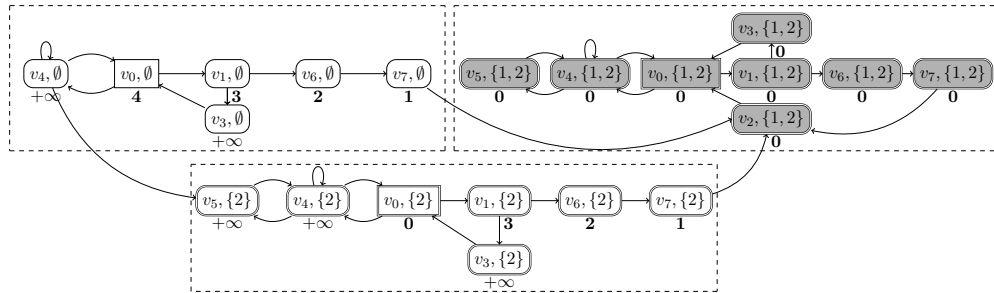 v3, {1, 2}
0
v4, ∅
v0, ∅
v1, ∅
v6, ∅
v7, ∅
v5, {1, 2}
v4, {1, 2}
v0, {1, 2}
v1, {1, 2}
v6, {1, 2}
v7, {1, 2}
+∞
4
3
2
1
0
0
0
0
0
0
v3, ∅
+∞
v2, {1, 2}
0
v5, {2}
v4, {2}
v0, {2}
v1, {2}
v6, {2}
v7, {2}
+∞
+∞
0
3
2
1
v3, {2}
+∞